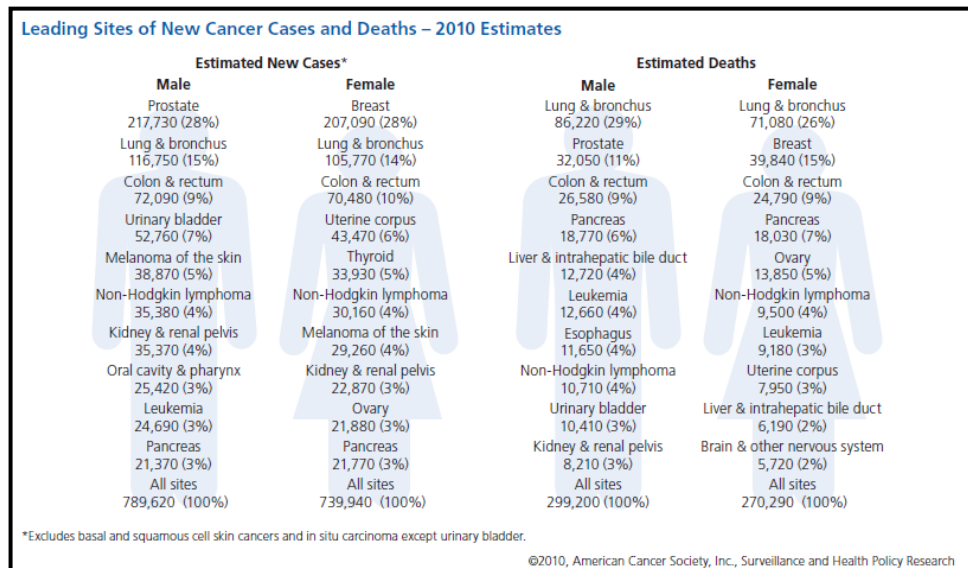 Leading Sites of New Cancer Cases and Deaths – 2010 Estimates
Estimated New Cases*
Male
Prostate
217,730 (28%)
Lung & bronchus
116,750 (15%)
Colon & rectum
72,090 (9%)
Urinary bladder
52,760 (7%)
Melanoma of the skin
38,870 (5%)
Non-Hodgkin lymphoma
35,380 (4%)
Kidney & renal pelvis
35,370 (4%)
Oral cavity & pharynx
25,420 (3%)
Leukemia
24,690 (3%)
Pancreas
21,370 (3%)
All sites
789,620 (100%)
Female
Breast
207,090 (28%)
Lung & bronchus
105,770 (14%)
Colon & rectum
70,480 (10%)
Uterine corpus
43,470 (6%)
Thyroid
33,930 (5%)
Non-Hodgkin lymphoma
30,160 (4%)
Melanoma of the skin
29,260 (4%)
Kidney & renal pelvis
22,870 (3%)
Ovary
21,880 (3%)
Pancreas
21,770 (3%)
All sites
739,940 (100%)
Estimated Deaths
Male
Lung & bronchus
86,220 (29%)
Prostate
32,050 (11%)
Colon & rectum
26,580 (9%)
Pancreas
18,770 (6%)
Liver & intrahepatic bile duct
12,720 (4%)
Leukemia
12,660 (4%)
Esophagus
11,650 (4%)
Non-Hodgkin lymphoma
10,710 (4%)
Urinary bladder
10,410 (3%)
Kidney & renal pelvis
8,210 (3%)
All sites
299,200 (100%)
Female
Lung & bronchus
71,080 (26%)
Breast
39,840 (15%)
Colon & rectum
24,790 (9%)
Pancreas
18,030 (7%)
Ovary
13,850 (5%)
Non-Hodgkin lymphoma
9,500 (4%)
Leukemia
9,180 (3%)
Uterine corpus
7,950 (3%)
Liver & intrahepatic bile duct
6,190 (2%)
Brain & other nervous system
5,720 (2%)
All sites
270,290 (100%)
*Excludes basal and squamous cell skin cancers and in situ carcinoma except urinary bladder.
©2010, American Cancer Society, Inc., Surveillance and Health Policy Research